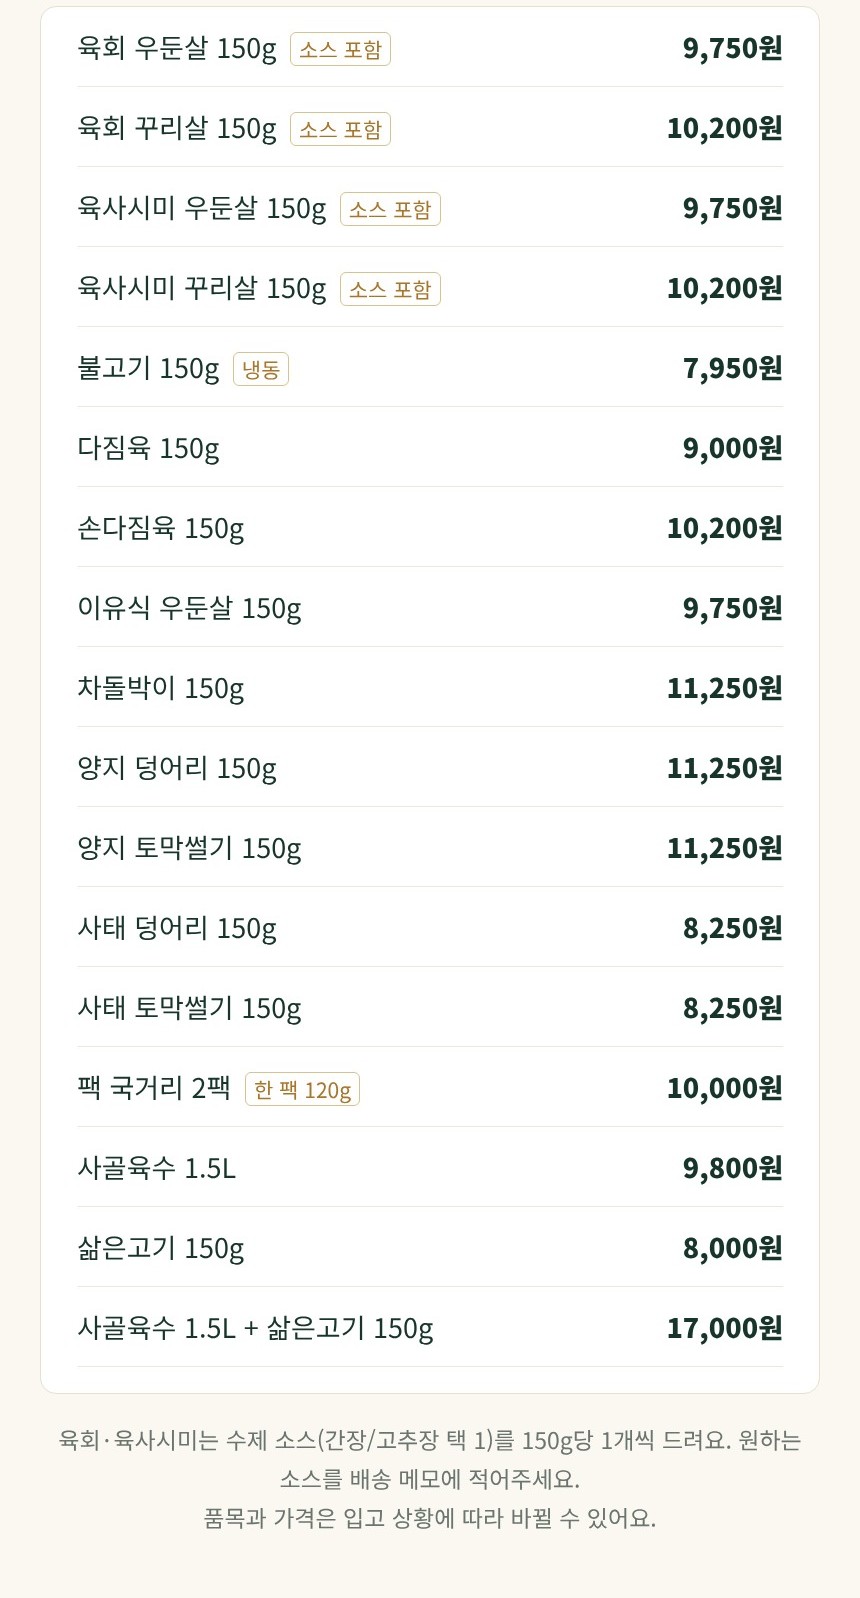 육회 우둔살 150g 소스 포함 9,750원
육회 꾸리살 150g 소스 포함 10,200원
육사시미 우둔살 150g 소스 포함 9,750원
육사시미 꾸리살 150g 소스 포함 10,200원
불고기 150g 냉동 7,950원
다짐육 150g 9,000원
손다짐육 150g 10,200원
이유식 우둔살 150g 9,750원
차돌박이 150g 11,250원
양지 덩어리 150g 11,250원
양지 토막썰기 150g 11,250원
사태 덩어리 150g 8,250원
사태 토막썰기 150g 8,250원
팩 국거리 2팩 한 팩 120g 10,000원
사골육수 1.5L 9,800원
삶은고기 150g 8,000원
사골육수 1.5L + 삶은고기 150g 17,000원
육회·육사시미는 수제 소스(간장/고추장 택 1)를 150g당 1개씩 드려요. 원하는
소스를 배송 메모에 적어주세요.
품목과 가격은 입고 상황에 따라 바뀔 수 있어요.